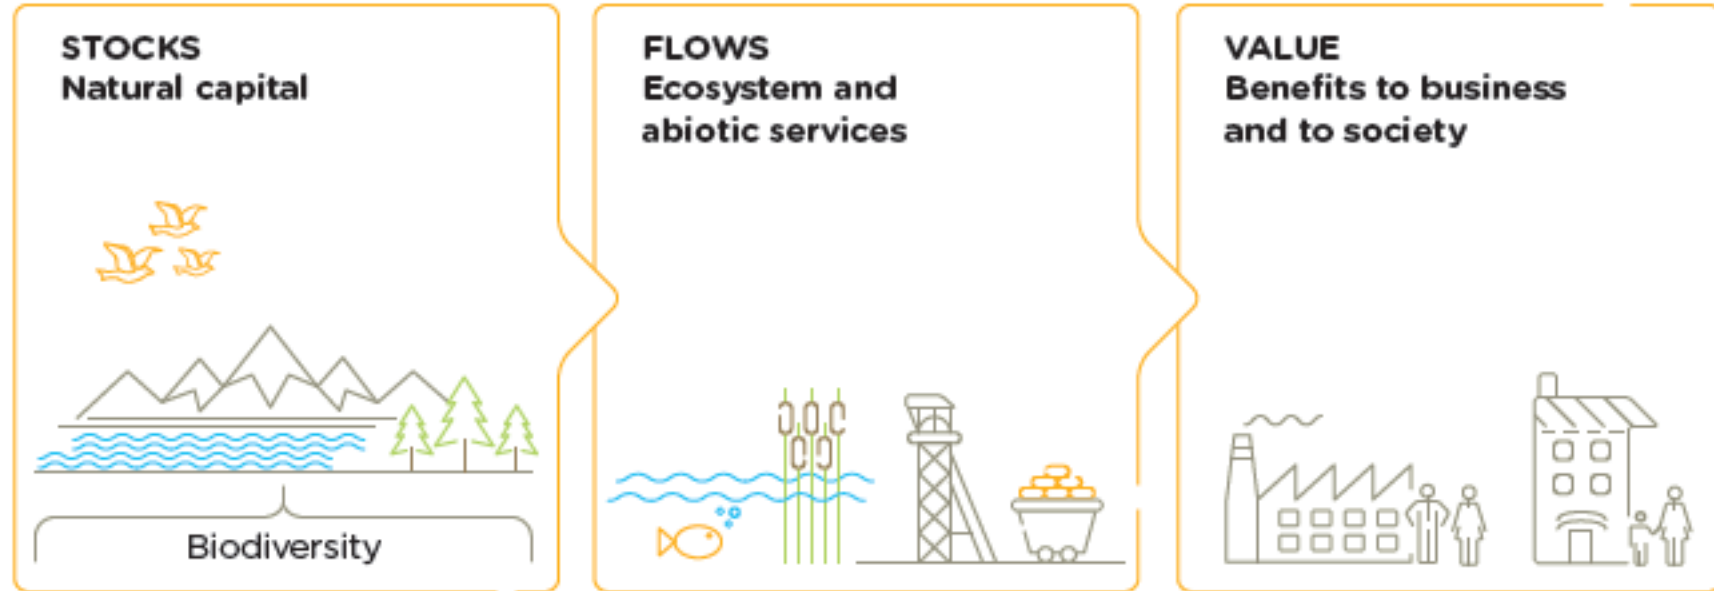 STOCKS
Natural capital
Biodiversity
FLOWS
Ecosystem and
abiotic services
VALUE
Benefits to business
and to society